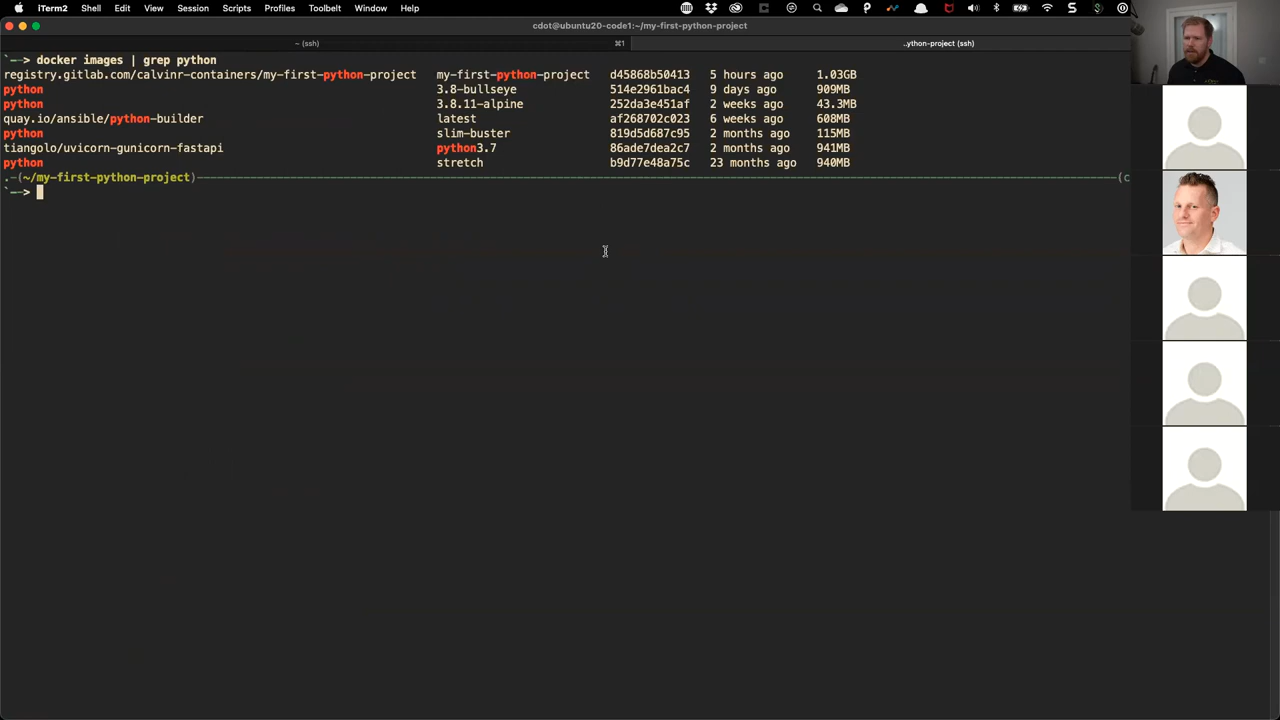 iTerm2 Shell Edit View Session Scripts Profiles Toolbelt Window Help
cdot@ubuntu20-code1:~/my-first-python-project
~ (ssh) ⌘1 ..ython-project (ssh)
`--> docker images | grep python
registry.gitlab.com/calvinr-containers/my-first-python-project my-first-python-project d45868b50413 5 hours ago 1.03GB
python 3.8-bullseye 514e2961bac4 9 days ago 909MB
python 3.8.11-alpine 252da3e451af 2 weeks ago 43.3MB
quay.io/ansible/python-builder latest af268702c023 6 weeks ago 608MB
python slim-buster 819d5d687c95 2 months ago 115MB
tiangolo/uvicorn-gunicorn-fastapi python3.7 86ade7dea2c7 2 months ago 941MB
python stretch b9d77e48a75c 23 months ago 940MB
.-(~/my-first-python-project)--(c
`-->